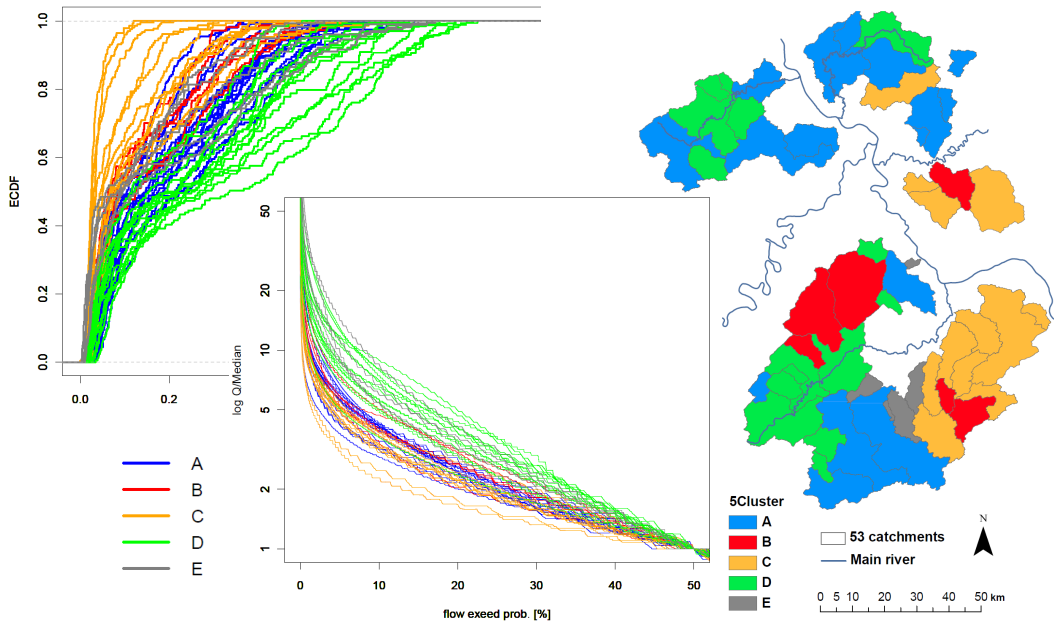 1.0
0.8
0.6
0.4
0.2
0.0
ECDF
0.0 0.2
A
B
C
D
E
50
20
10
5
2
1
log Q/Median
0 10 20 30 40 50
flow exeed prob. [%]
5Cluster
A
B
C
D
E
53 catchments
Main river
N
0 5 10 20 30 40 50 km